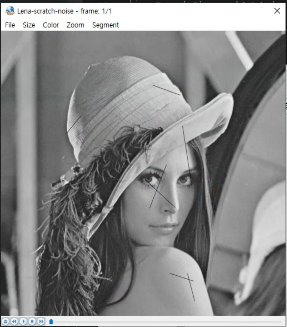 Lena-scratch-noise - frame: 1/1
File Size Color Zoom Segment